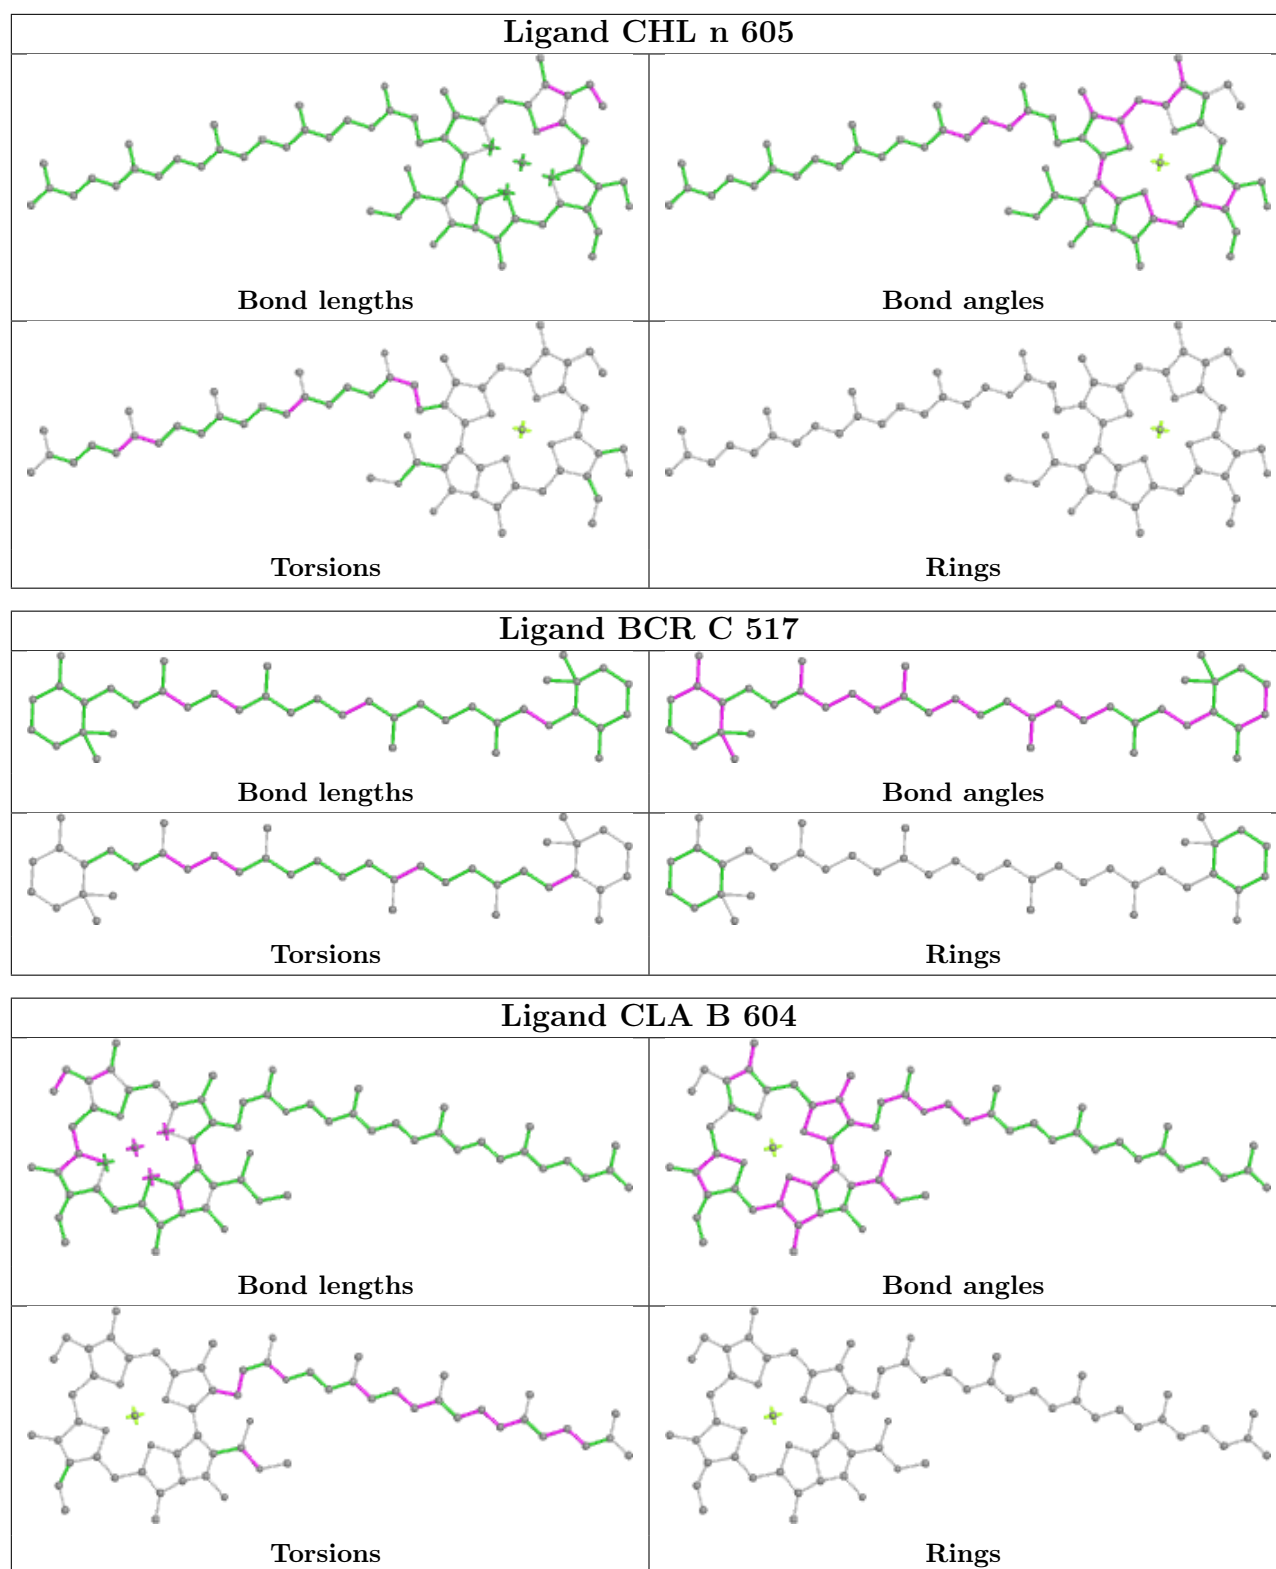 Ligand CHL n 605
Bond lengths
Bond angles
Torsions
Rings
Ligand BCR C 517
Bond lengths
Bond angles
Torsions
Rings
Ligand CLA B 604
Bond lengths
Bond angles
Torsions
Rings